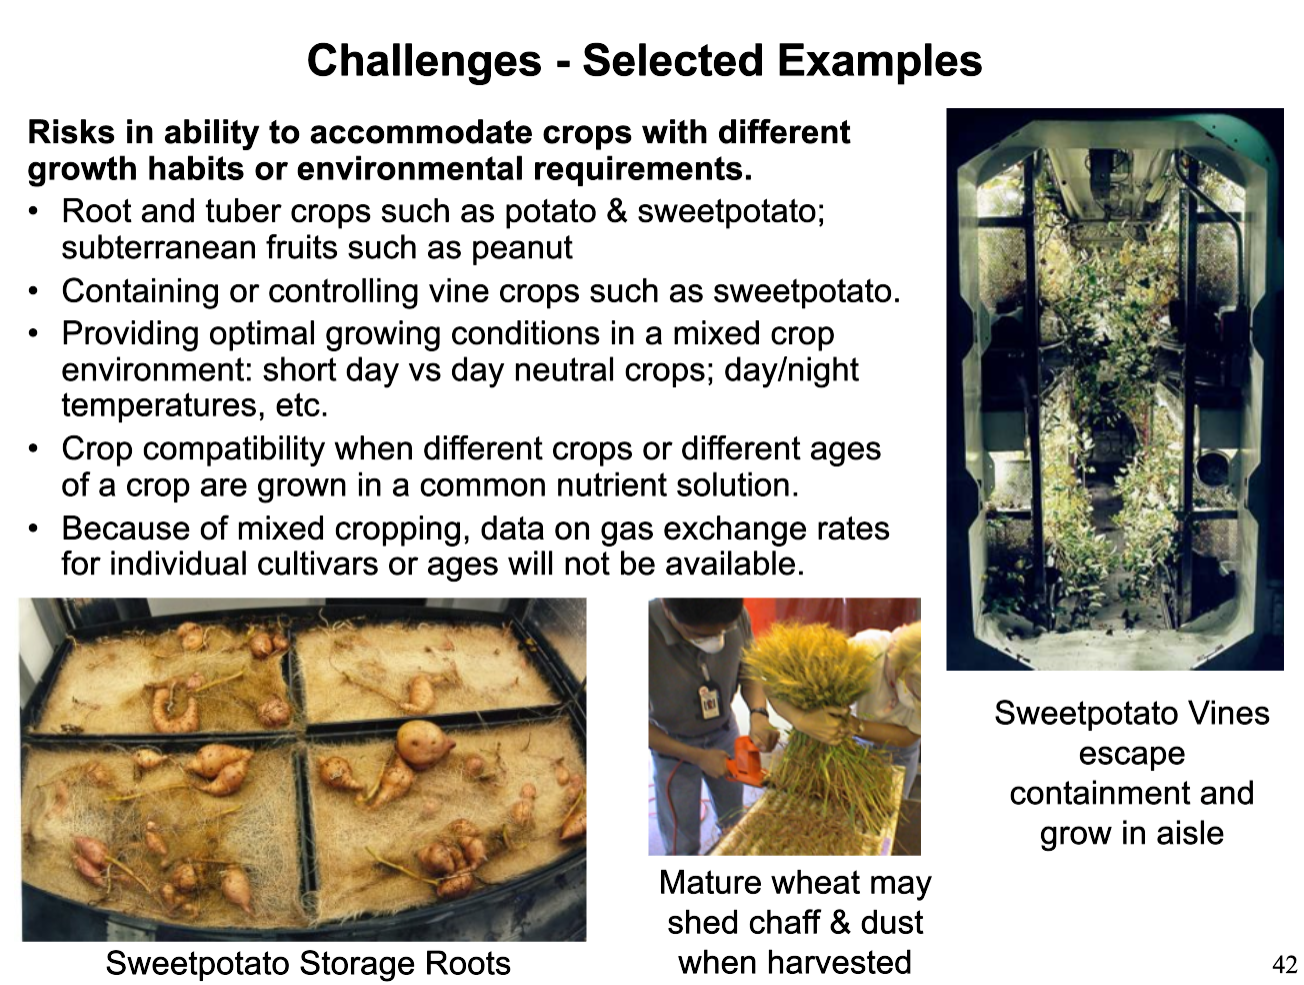 Challenges - Selected Examples
Risks in ability to accommodate crops with different
growth habits or environmental requirements.
• Root and tuber crops such as potato & sweetpotato;
subterranean fruits such as peanut
• Containing or controlling vine crops such as sweetpotato.
• Providing optimal growing conditions in a mixed crop
environment: short day vs day neutral crops; day/night
temperatures, etc.
• Crop compatibility when different crops or different ages
of a crop are grown in a common nutrient solution.
• Because of mixed cropping, data on gas exchange rates
for individual cultivars or ages will not be available.
Sweetpotato Vines
escape
containment and
grow in aisle
Mature wheat may
shed chaff & dust
when harvested
Sweetpotato Storage Roots
42